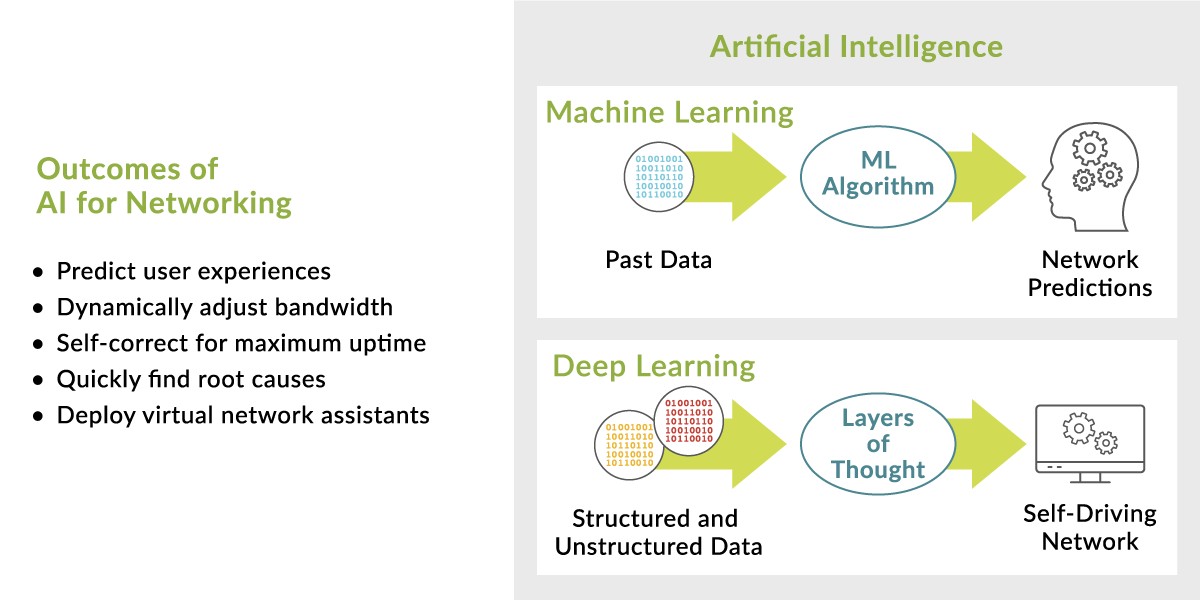 Outcomes of
AI for Networking
• Predict user experiences
• Dynamically adjust bandwidth
• Self-correct for maximum uptime
• Quickly find root causes
• Deploy virtual network assistants
Artificial Intelligence
Machine Learning
01001001
10011010
10110110
10010010
10110010
Past Data
ML
Algorithm
Network
Predictions
Deep Learning
01001001
10011010
10110110
10010010
10110010
01001001
10011010
10110110
10010010
10110010
Structured and
Unstructured Data
Layers
of
Thought
Self-Driving
Network